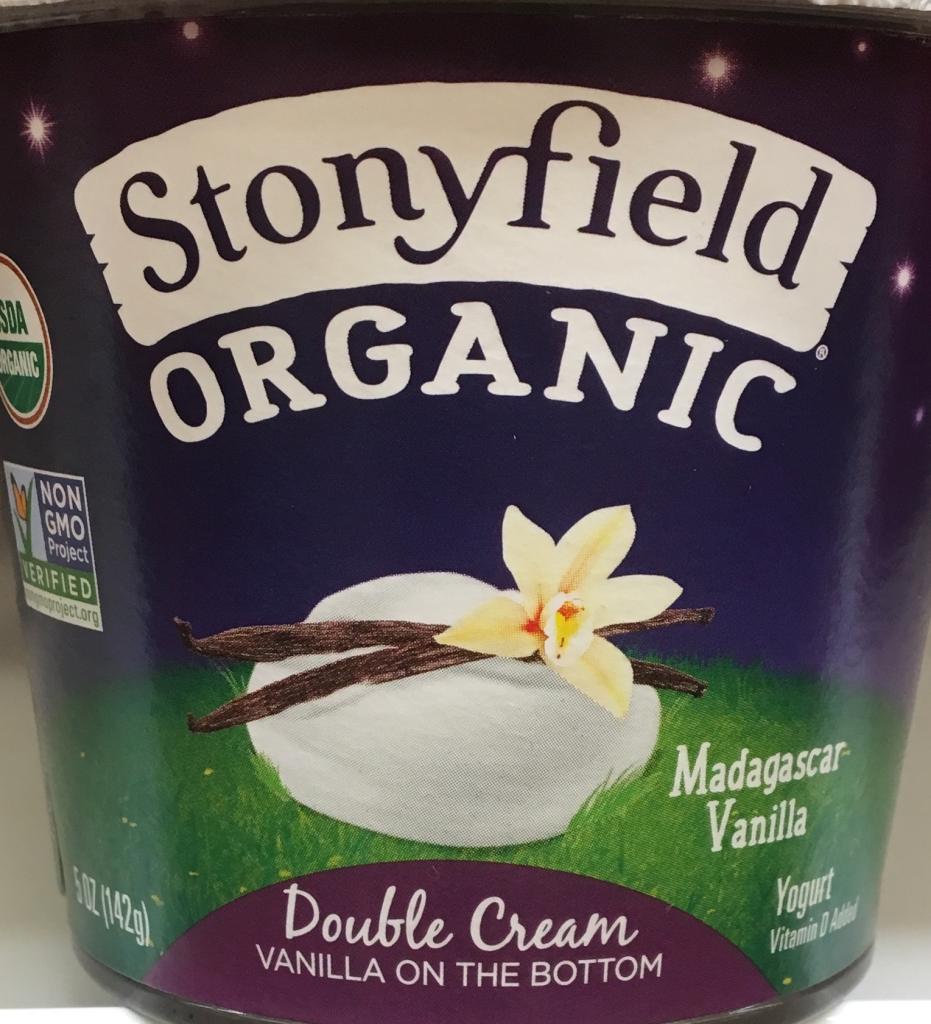 Stonyfield
ORGANIC®
NON
GMO
Project
VERIFIED
Madagascar
Vanilla
5 OZ (142g)
Yogurt
Vitamin D Added
Double Cream
VANILLA ON THE BOTTOM